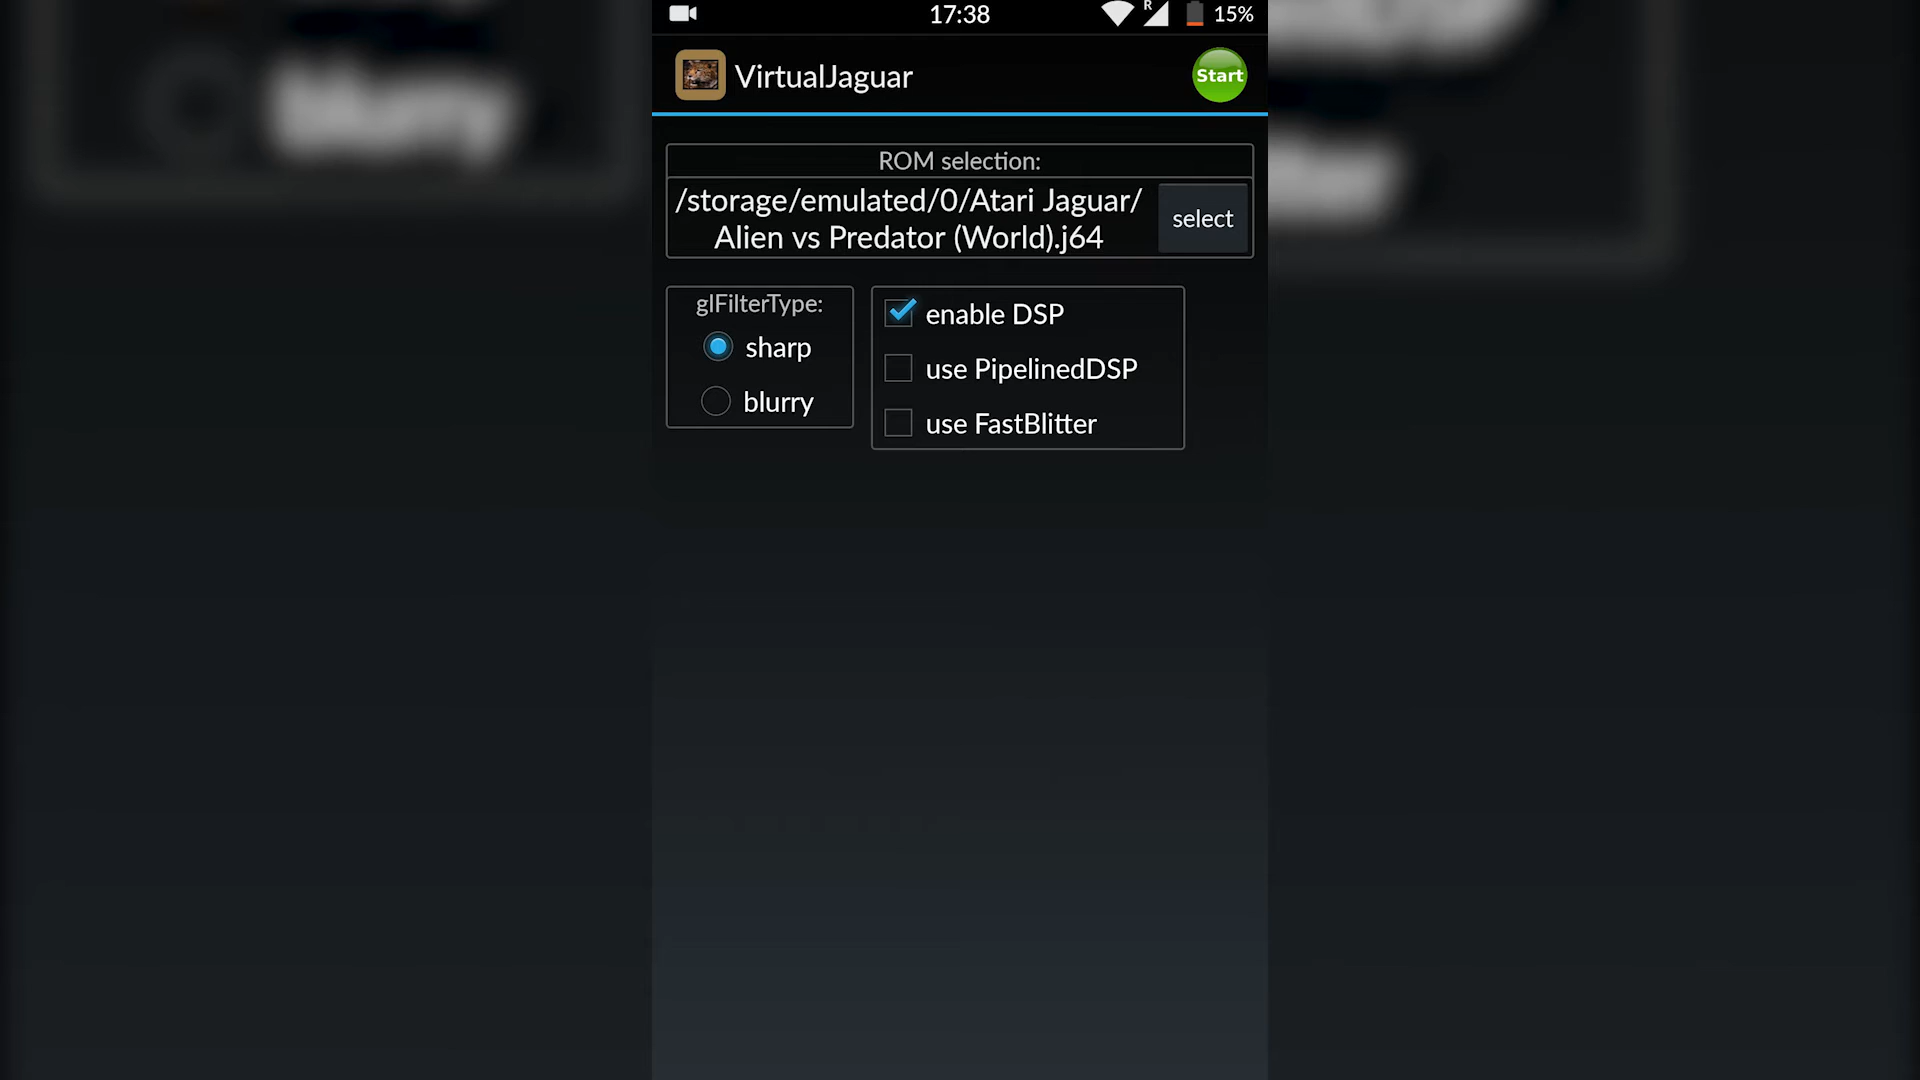 17:38
R
15%
VirtualJaguar
Start
ROM selection:
/storage/emulated/0/Atari Jaguar/
Alien vs Predator (World).j64
select
glFilterType:
sharp
blurry
enable DSP
use PipelinedDSP
use FastBlitter
blurry